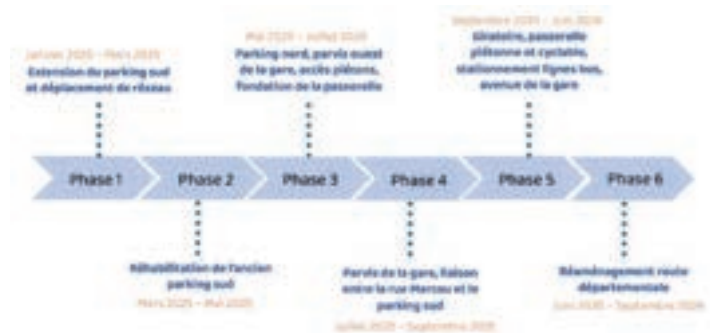 Janvier 2025 - Mars 2025
Extension du parking sud
et déplacement de réseau
Mai 2025 - Juillet 2025
Parking nord, parvis ouest
de la gare, accès piétons,
fondation de la passerelle
Septembre 2025 - Juin 2026
Giratoire, passerelle
piétonne et cyclable,
stationnement lignes bus,
avenue de la gare
Phase 1
Phase 2
Phase 3
Phase 4
Phase 5
Phase 6
Réhabilitation de l'ancien
parking sud
Mars 2025 - Mai 2025
Parvis de la gare, liaison
entre la rue Marceau et le
parking sud
Juillet 2025 - Septembre 2025
Réaménagement route
départementale
Juin 2026 - Septembre 2026